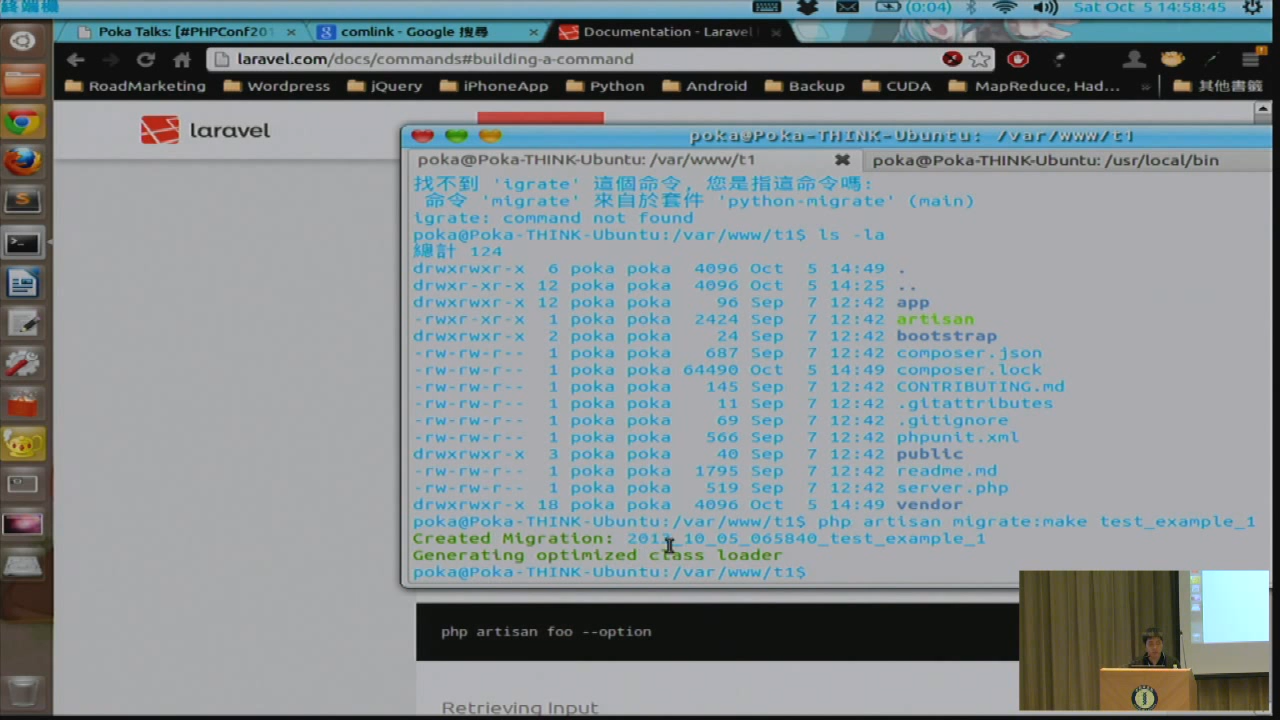 終端機
(0:04)
Sat Oct 5 14:58:45
Poka Talks: [#PHPConf201
comlink - Google 搜尋
Documentation - Laravel
laravel.com/docs/commands#building-a-command
RoadMarketing
Wordpress
jQuery
iPhoneApp
Python
Android
Backup
CUDA
MapReduce, Had...
其他書籤
laravel
poka@Poka-THINK-Ubuntu: /var/www/t1
poka@Poka-THINK-Ubuntu: /var/www/t1
poka@Poka-THINK-Ubuntu: /usr/local/bin
找不到 'igrate' 這個命令, 您是指這命令嗎:
命令 'migrate' 來自於套件 'python-migrate' (main)
igrate: command not found
poka@Poka-THINK-Ubuntu:/var/www/t1$ ls -la
總計 124
drwxrwxr-x 6 poka poka 4096 Oct 5 14:49 .
drwxrwxr-x 12 poka poka 4096 Oct 5 14:25 ..
drwxrwxr-x 12 poka poka 96 Sep 7 12:42 app
-rwxr-xr-x 1 poka poka 2424 Sep 7 12:42 artisan
drwxrwxr-x 2 poka poka 24 Sep 7 12:42 bootstrap
-rw-rw-r-- 1 poka poka 687 Sep 7 12:42 composer.json
-rw-rw-r-- 1 poka poka 64490 Oct 5 14:49 composer.lock
-rw-rw-r-- 1 poka poka 145 Sep 7 12:42 CONTRIBUTING.md
-rw-rw-r-- 1 poka poka 11 Sep 7 12:42 .gitattributes
-rw-rw-r-- 1 poka poka 69 Sep 7 12:42 .gitignore
-rw-rw-r-- 1 poka poka 566 Sep 7 12:42 phpunit.xml
drwxrwxr-x 3 poka poka 40 Sep 7 12:42 public
-rw-rw-r-- 1 poka poka 1795 Sep 7 12:42 readme.md
-rw-rw-r-- 1 poka poka 519 Sep 7 12:42 server.php
drwxrwxr-x 18 poka poka 4096 Oct 5 14:49 vendor
poka@Poka-THINK-Ubuntu:/var/www/t1$ php artisan migrate:make test_example_1
Created Migration: 2013_10_05_065840_test_example_1
Generating optimized class loader
poka@Poka-THINK-Ubuntu:/var/www/t1$
php artisan foo --option
Retrieving Input